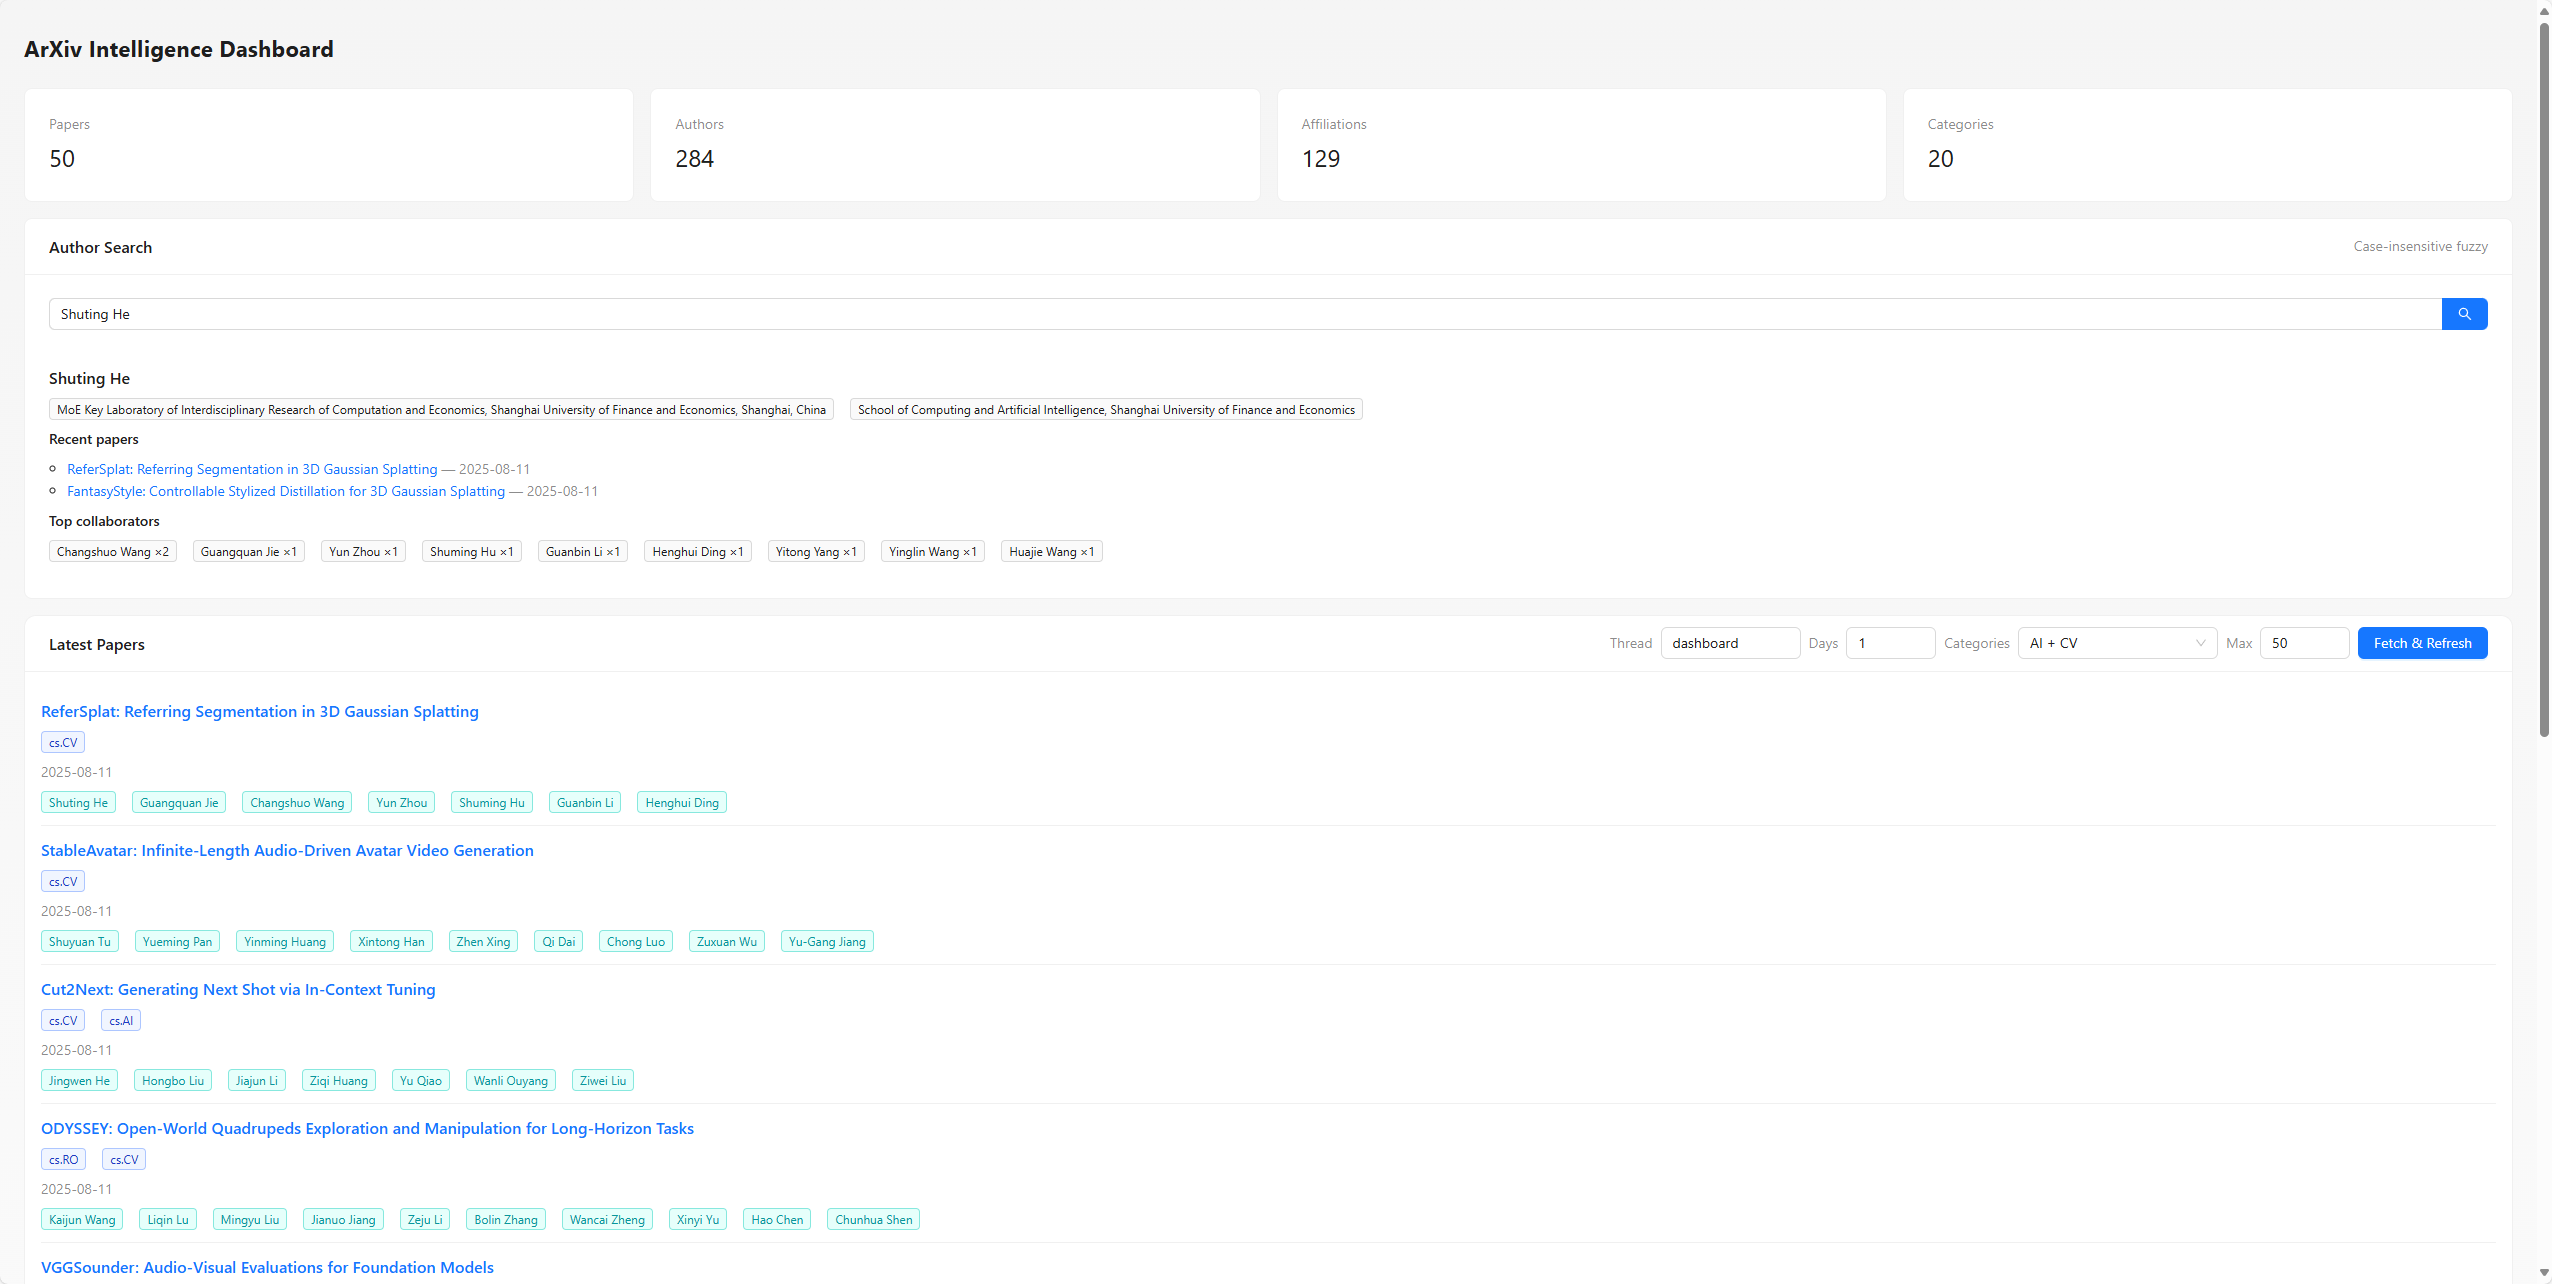 ArXiv Intelligence Dashboard
Papers
50
Authors
284
Affiliations
129
Categories
20
Author Search
Case-insensitive fuzzy
Shuting He
Shuting He
MoE Key Laboratory of Interdisciplinary Research of Computation and Economics, Shanghai University of Finance and Economics, Shanghai, China
School of Computing and Artificial Intelligence, Shanghai University of Finance and Economics
Recent papers
ReferSplat: Referring Segmentation in 3D Gaussian Splatting — 2025-08-11
FantasyStyle: Controllable Stylized Distillation for 3D Gaussian Splatting — 2025-08-11
Top collaborators
Changshuo Wang ×2 Guangquan Jie ×1 Yun Zhou ×1 Shuming Hu ×1 Guanbin Li ×1 Henghui Ding ×1 Yitong Yang ×1 Yinglin Wang ×1 Huajie Wang ×1
Latest Papers
Thread dashboard Days 1 Categories AI + CV Max 50 Fetch & Refresh
ReferSplat: Referring Segmentation in 3D Gaussian Splatting
cs.CV
2025-08-11
Shuting He Guangquan Jie Changshuo Wang Yun Zhou Shuming Hu Guanbin Li Henghui Ding
StableAvatar: Infinite-Length Audio-Driven Avatar Video Generation
cs.CV
2025-08-11
Shuyuan Tu Yueming Pan Yinming Huang Xintong Han Zhen Xing Qi Dai Chong Luo Zuxuan Wu Yu-Gang Jiang
Cut2Next: Generating Next Shot via In-Context Tuning
cs.CV cs.AI
2025-08-11
Jingwen He Hongbo Liu Jiajun Li Ziqi Huang Yu Qiao Wanli Ouyang Ziwei Liu
ODYSSEY: Open-World Quadrupeds Exploration and Manipulation for Long-Horizon Tasks
cs.RO cs.CV
2025-08-11
Kaijun Wang Liqin Lu Mingyu Liu Jianuo Jiang Zeju Li Bolin Zhang Wancai Zheng Xinyi Yu Hao Chen Chunhua Shen
VGGSounder: Audio-Visual Evaluations for Foundation Models